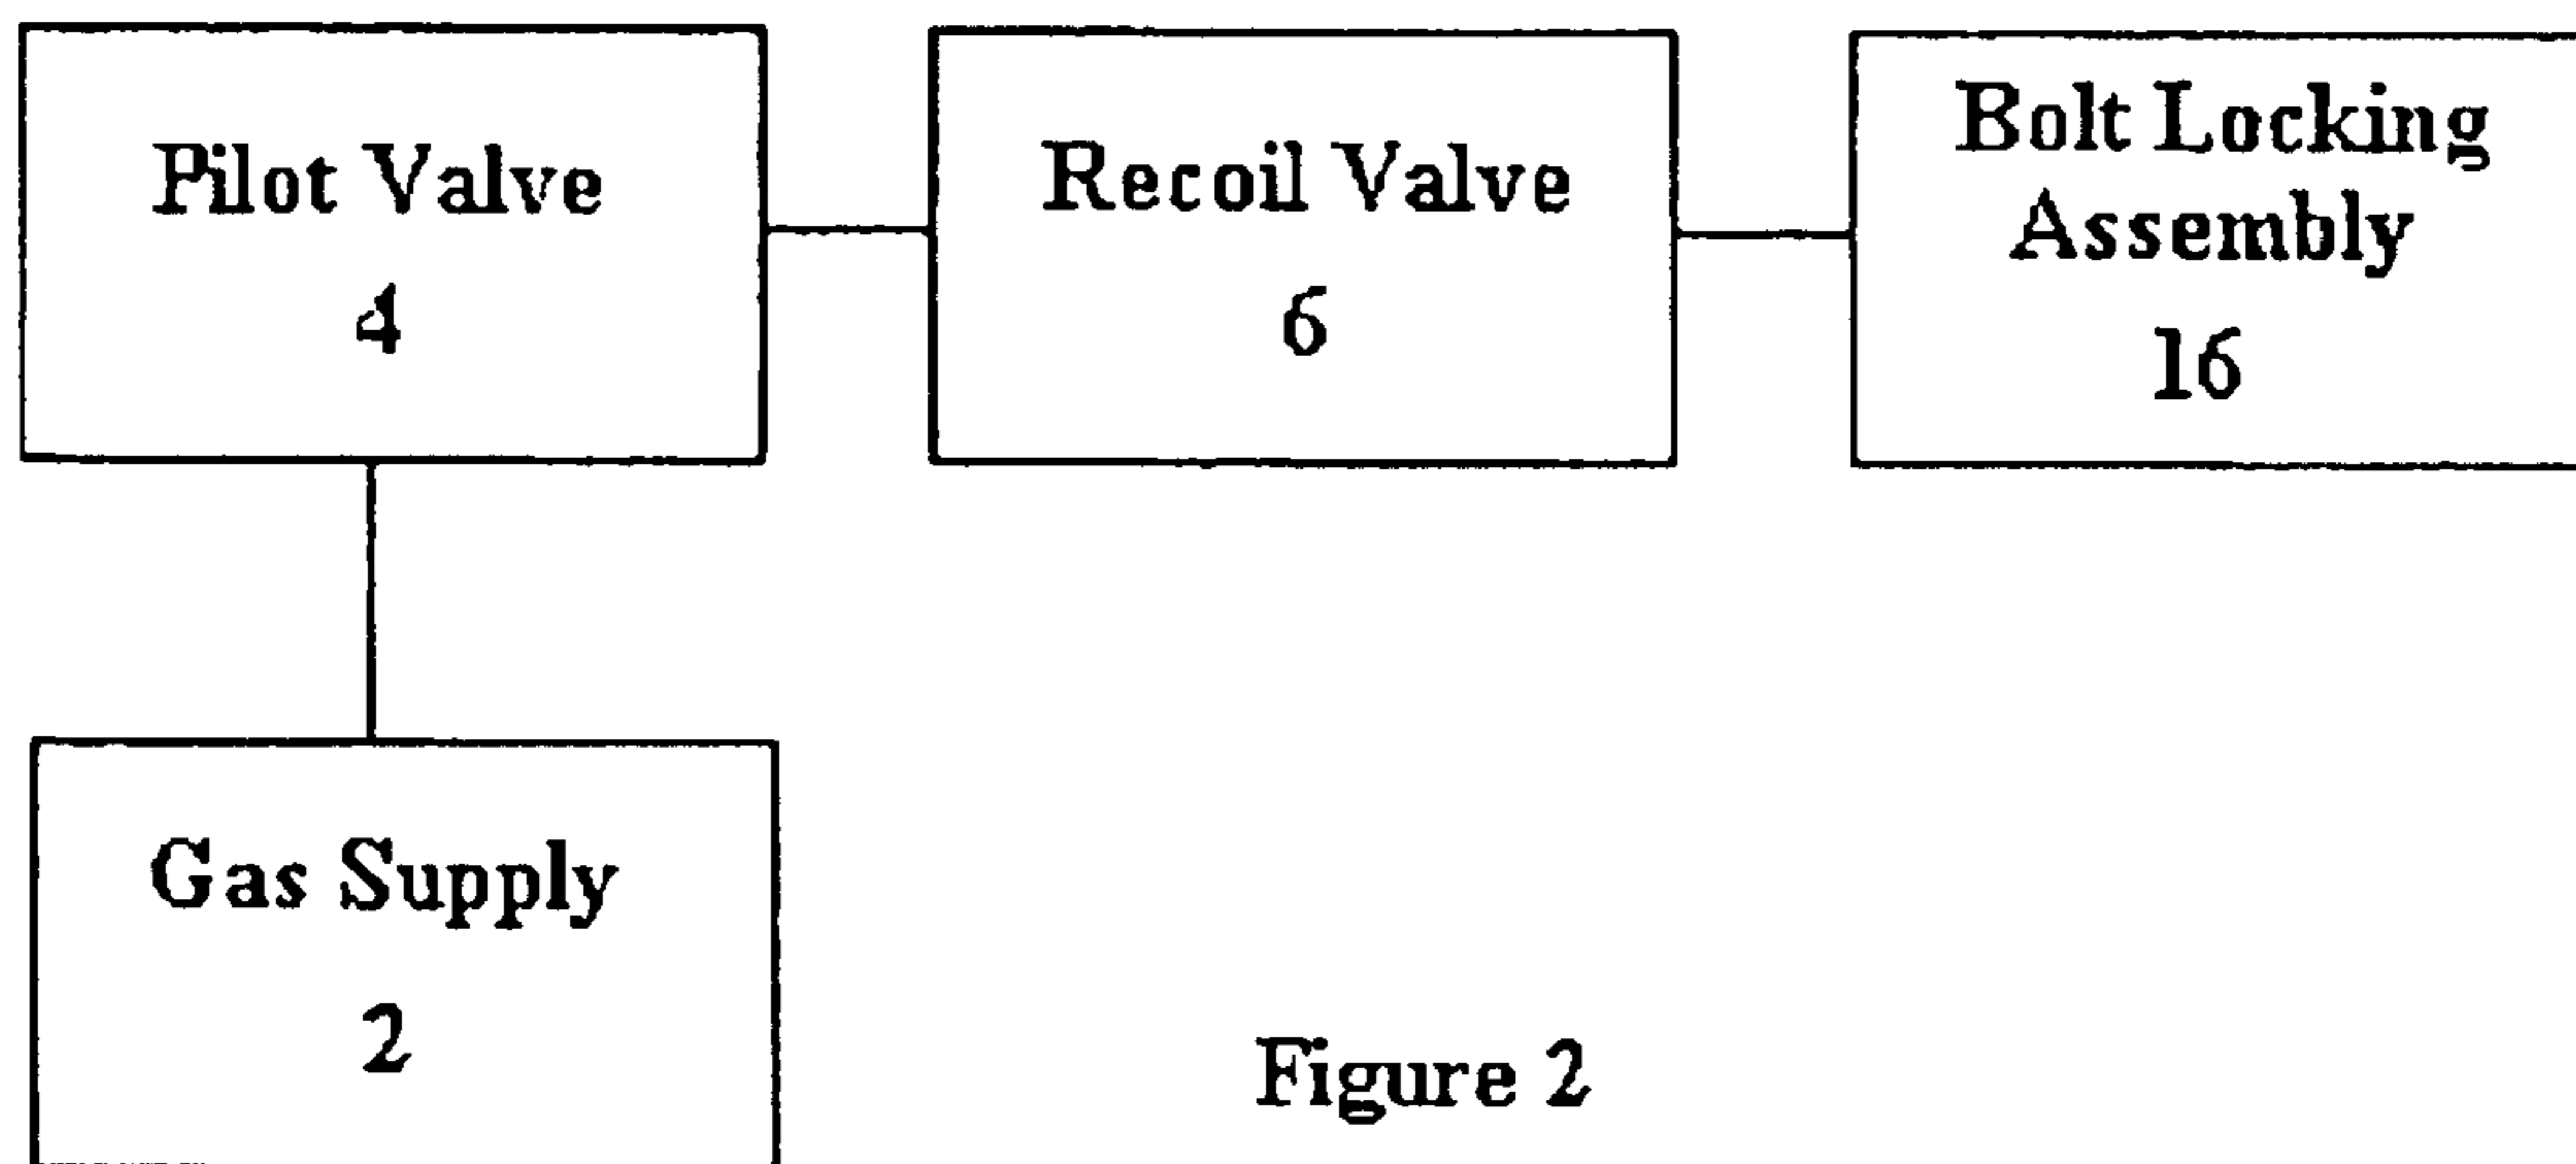 Pilot Valve
4
Recoil Valve
6
Bolt Locking
Assembly
16
Gas Supply
2
Figure 2